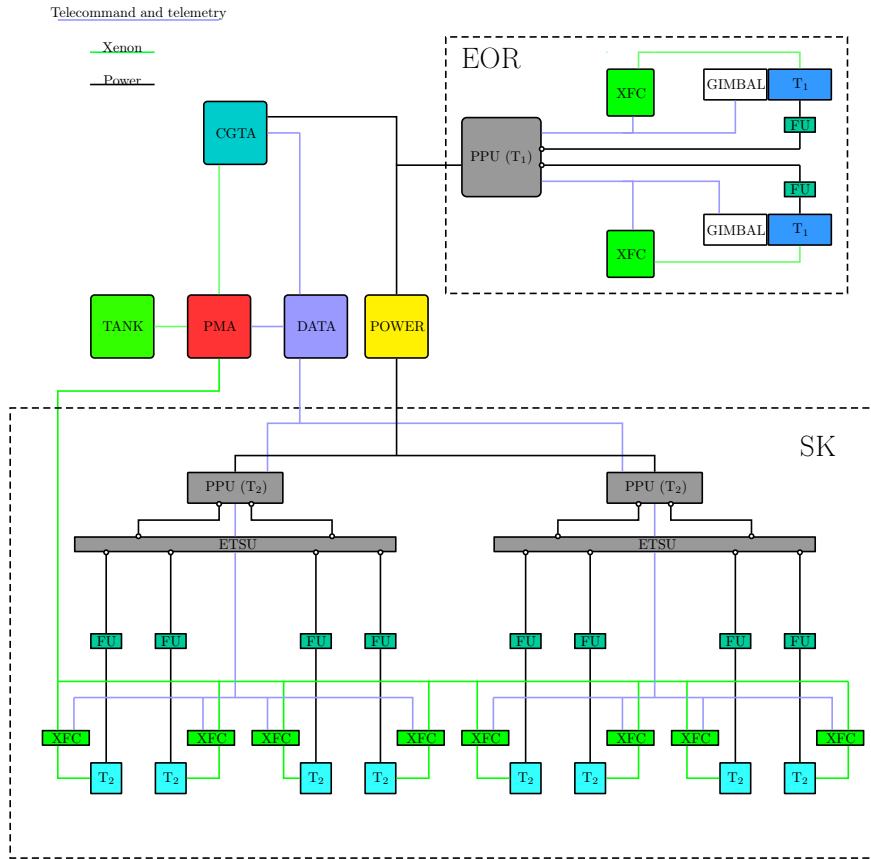 Telecommand and telemetry
Xenon
Power
EOR
XFC
GIMBAL
T₁
FU
CGTA
PPU (T₁)
FU
GIMBAL
T₁
XFC
TANK
PMA
DATA
POWER
SK
PPU (T₂)
PPU (T₂)
ETSU
ETSU
FU
FU
FU
FU
FU
FU
FU
FU
XFC
XFC
XFC
XFC
XFC
XFC
XFC
XFC
T₂
T₂
T₂
T₂
T₂
T₂
T₂
T₂